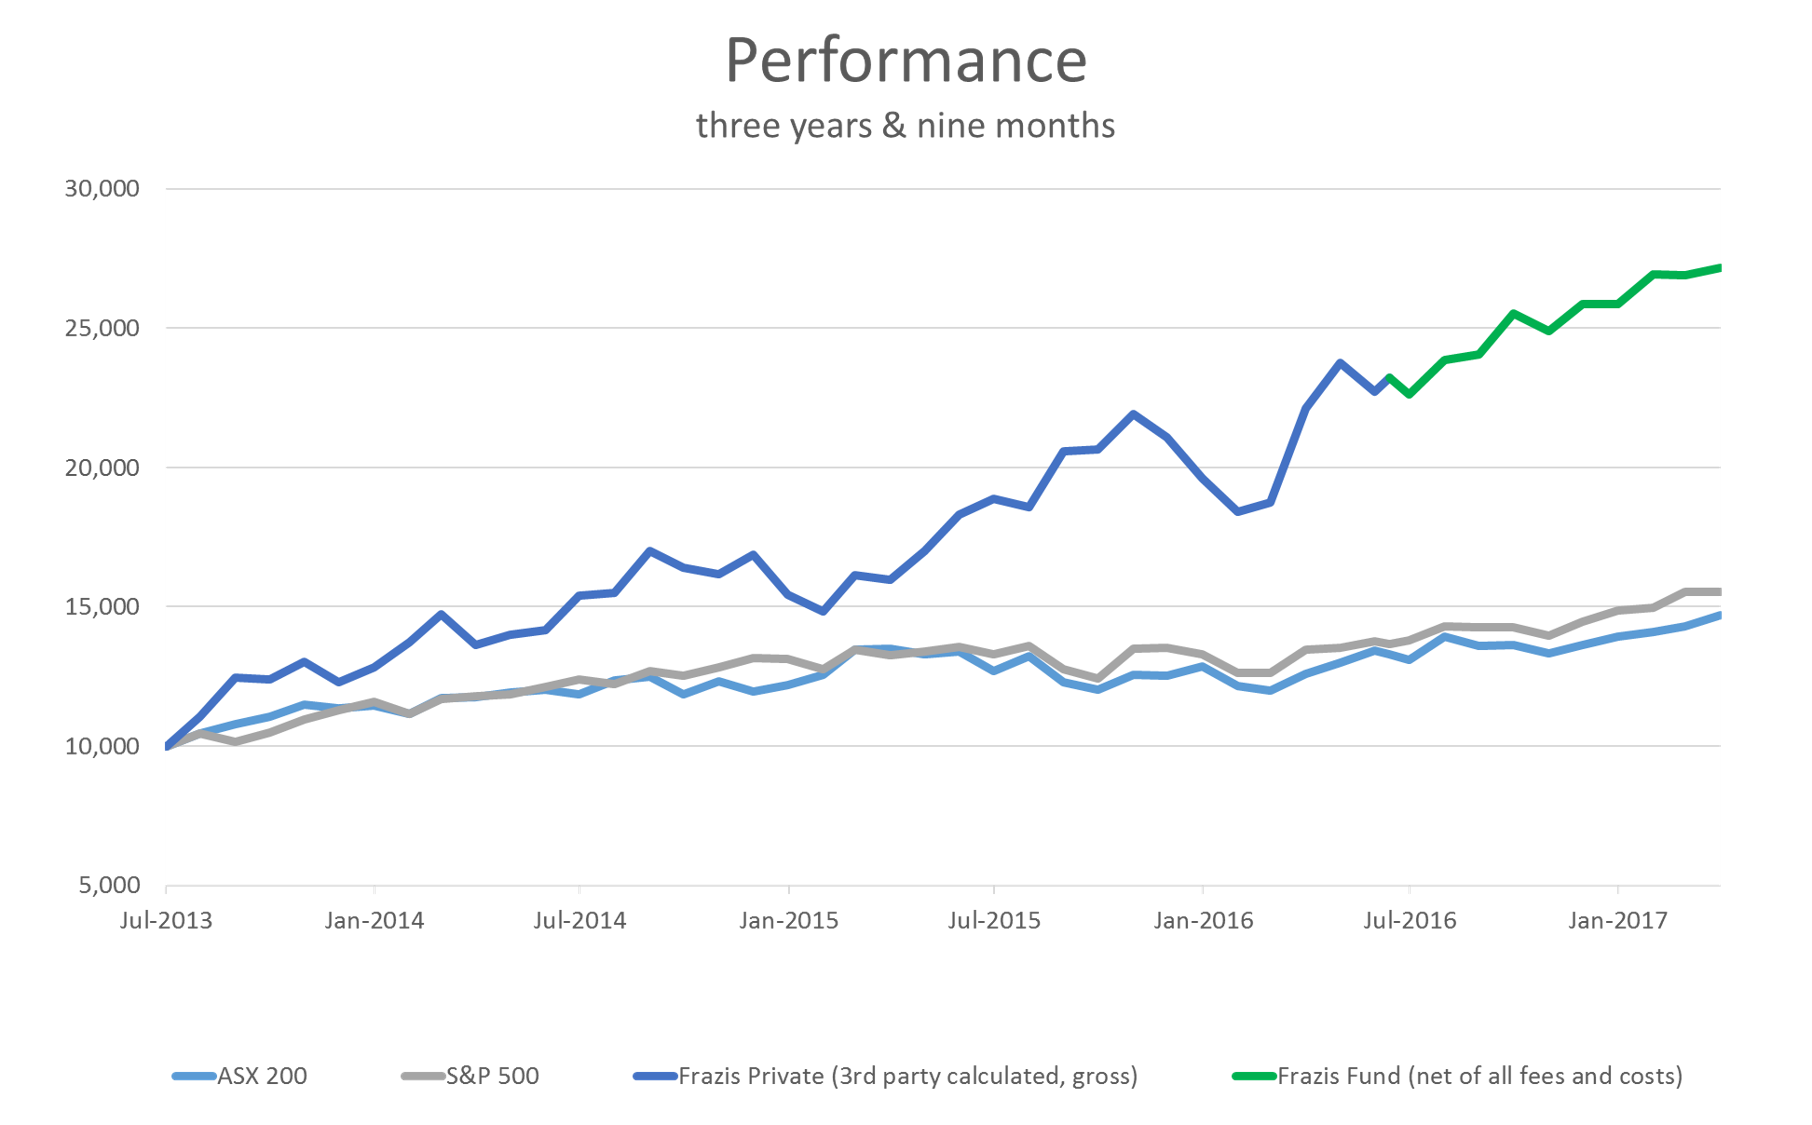 Performance
three years & nine months
30,000
25,000
20,000
15,000
10,000
5,000
Jul-2013 Jan-2014 Jul-2014 Jan-2015 Jul-2015 Jan-2016 Jul-2016 Jan-2017
ASX 200 S&P 500 Frazis Private (3rd party calculated, gross) Frazis Fund (net of all fees and costs)